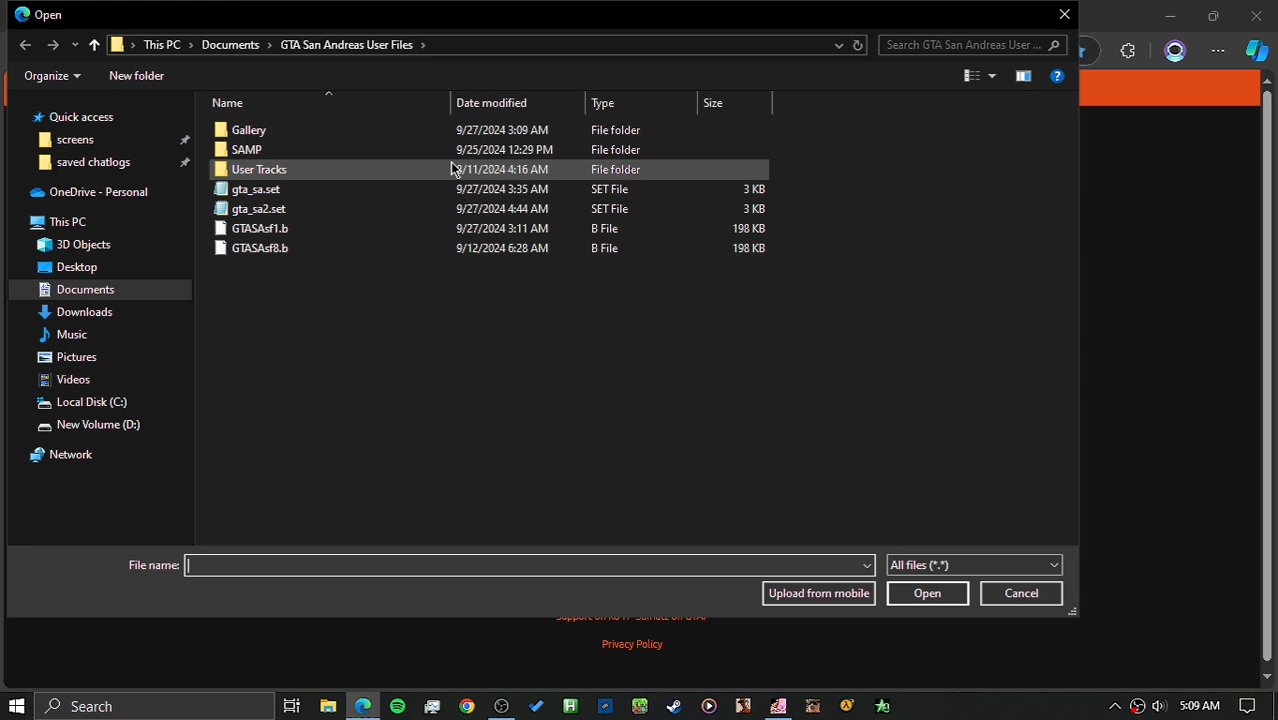 Open
This PC > Documents > GTA San Andreas User Files >
Search GTA San Andreas User ...
Organize
New folder
Name
Date modified
Type
Size
Quick access
screens
saved chatlogs
OneDrive - Personal
This PC
3D Objects
Desktop
Documents
Downloads
Music
Pictures
Videos
Local Disk (C:)
New Volume (D:)
Network
Gallery 9/27/2024 3:09 AM File folder
SAMP 9/25/2024 12:29 PM File folder
User Tracks 9/11/2024 4:16 AM File folder
gta_sa.set 9/27/2024 3:35 AM SET File 3 KB
gta_sa2.set 9/27/2024 4:44 AM SET File 3 KB
GTASAsf1.b 9/27/2024 3:11 AM B File 198 KB
GTASAsf8.b 9/12/2024 6:28 AM B File 198 KB
File name:
All files (*.*)
Upload from mobile
Open
Cancel
Privacy Policy
Search
5:09 AM